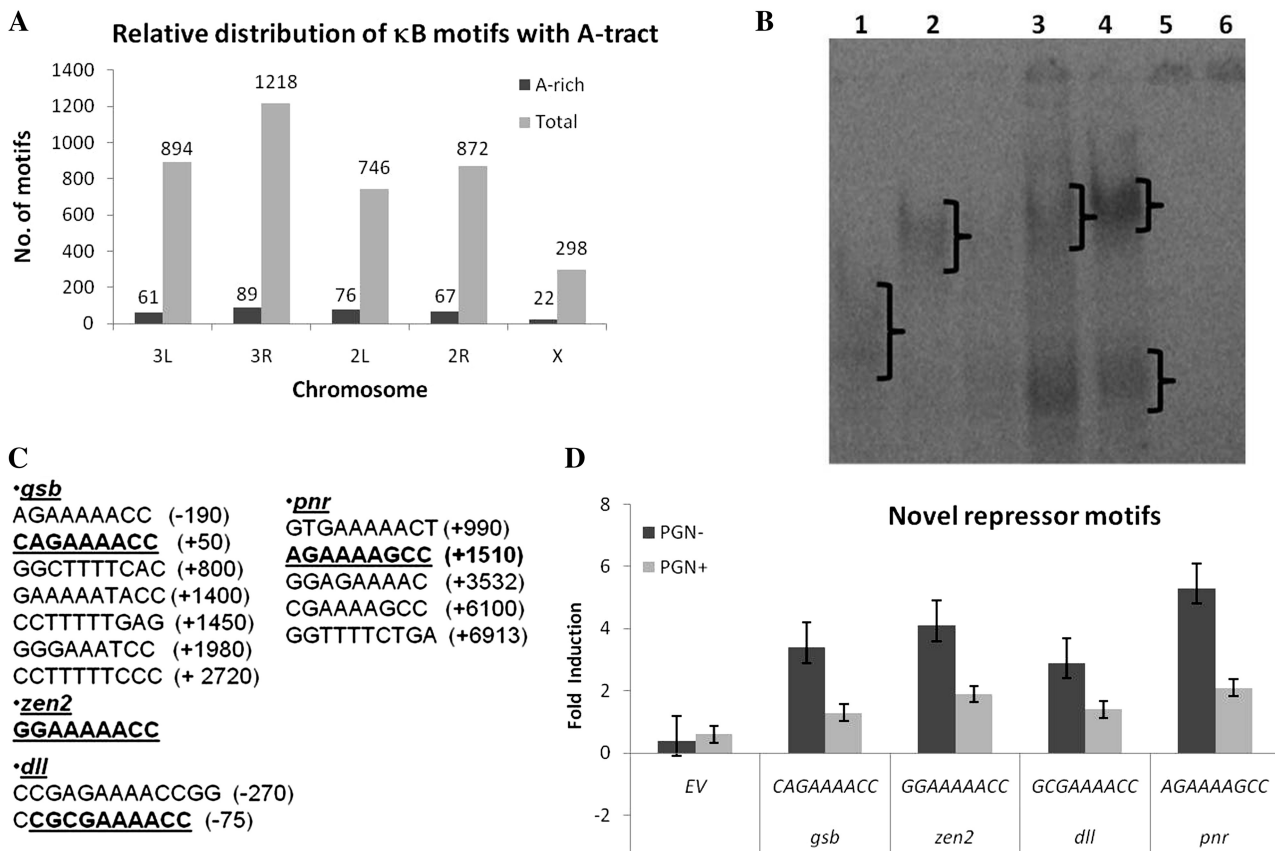 A
Relative distribution of κB motifs with A-tract
No. of motifs
1400
1200
1000
800
600
400
200
0
A-rich
Total
894
1218
746
872
298
61
89
76
67
22
3L
3R
2L
2R
X
Chromosome
B
1 2 3 4 5 6
C
•gsb
AGAAAAACC (-190)
CAGAAAACC (+50)
GGCTTTTCAC (+800)
GAAAAATACC (+1400)
CCTTTTTGAG (+1450)
GGGAAATCC (+1980)
CCTTTTTCCC (+ 2720)
•zen2
GGAAAAACC
•dll
CCGAGAAAACCGG (-270)
CCGCGAAAACC (-75)
•pnr
GTGAAAAACT (+990)
AGAAAAGCC (+1510)
GGAGAAAAC (+3532)
CGAAAAGCC (+6100)
GGTTTTCTGA (+6913)
D
Novel repressor motifs
Fold Induction
8
6
4
2
0
-2
PGN-
PGN+
EV
CAGAAAACC
GGAAAAACC
GCGAAAACC
AGAAAAGCC
gsb
zen2
dll
pnr